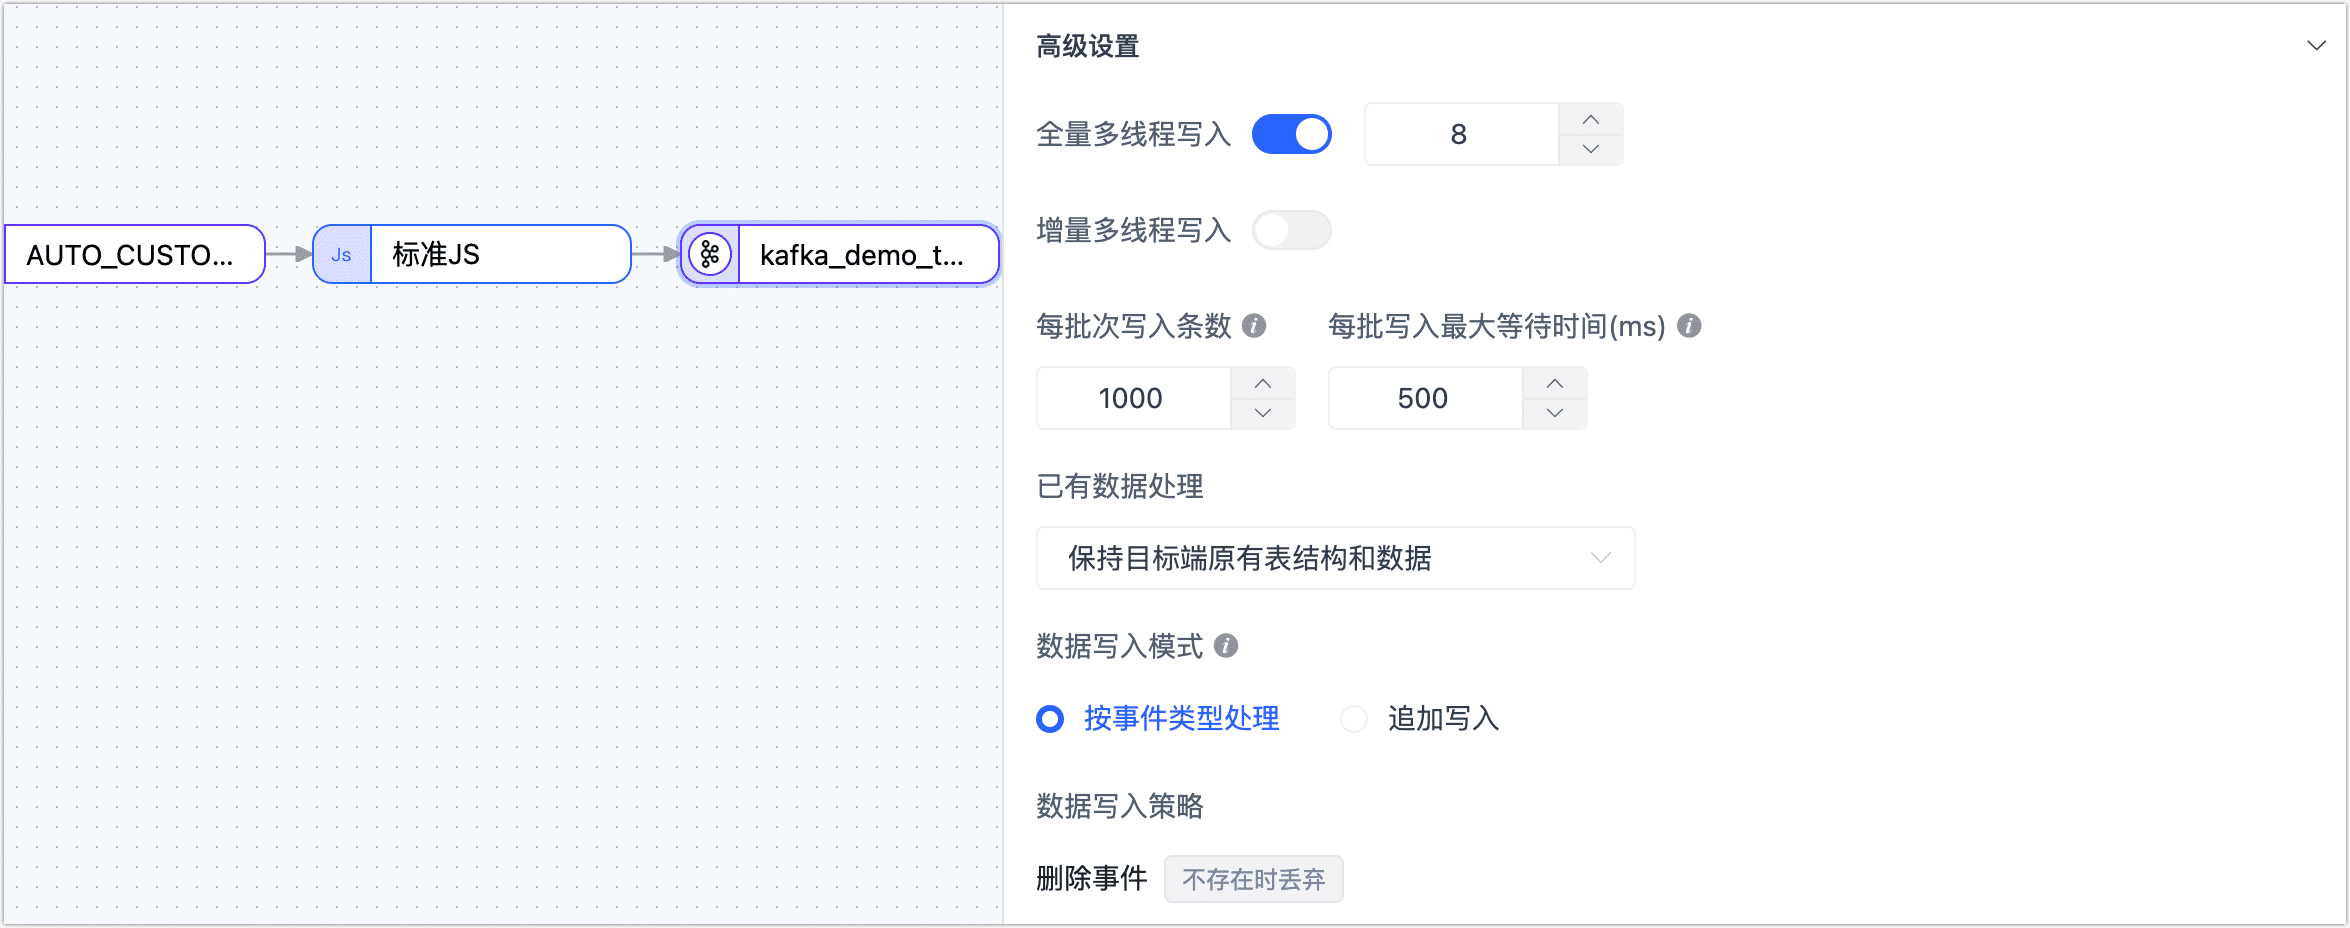 AUTO_CUSTO...
Js
标准JS
kafka_demo_t...
高级设置
全量多线程写入
8
增量多线程写入
每批次写入条数
每批写入最大等待时间(ms)
1000
500
已有数据处理
保持目标端原有表结构和数据
数据写入模式
按事件类型处理
追加写入
数据写入策略
删除事件
不存在时丢弃